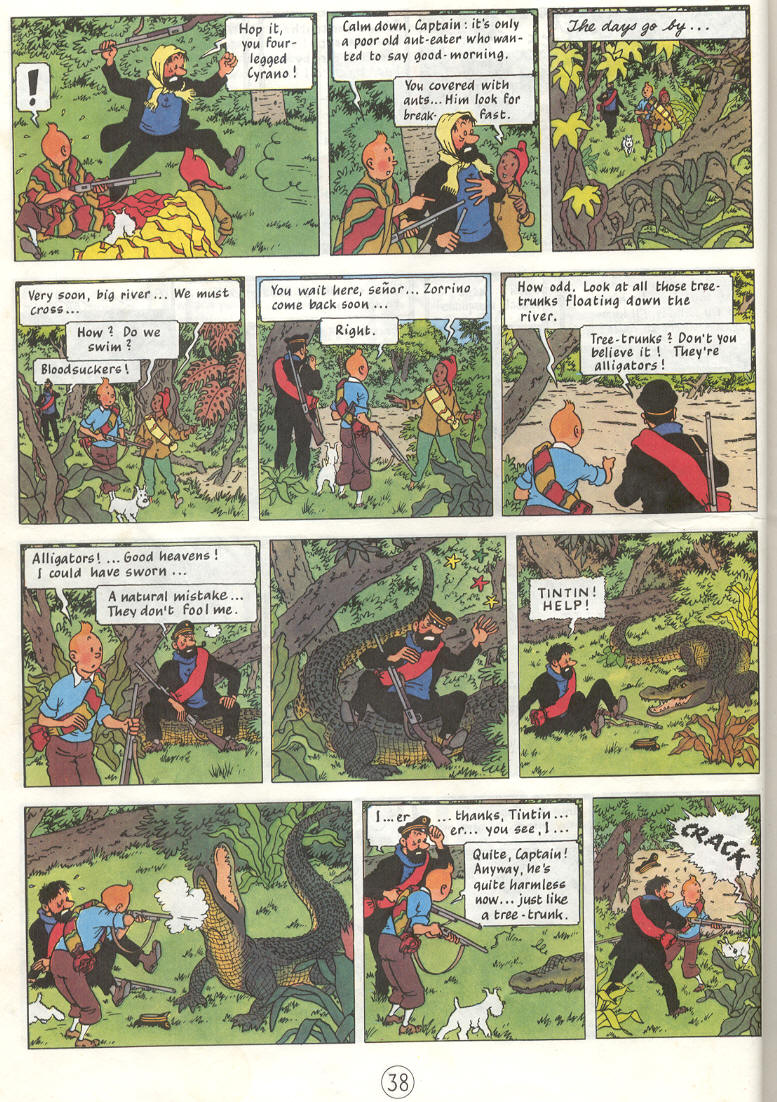 !
Hop it,
you four-
legged
Cyrano!
Calm down, Captain: it's only
a poor old ant-eater who wan-
ted to say good-morning.
You covered with
ants... Him look for
break- fast.
The days go by...
Very soon, big river... We must
cross...
How? Do we
swim?
Bloodsuckers!
You wait here, señor... Zorrino
come back soon...
Right.
How odd. Look at all those tree-
trunks floating down the
river.
Tree-trunks? Don't you
believe it! They're
alligators!
Alligators!... Good heavens!
I could have sworn...
A natural mistake...
They don't fool me.
TINTIN!
HELP!
I...er ...thanks, Tintin...
er... you see, I...
Quite, Captain!
Anyway, he's
quite harmless
now... just like
a tree-trunk.
CRACK
38